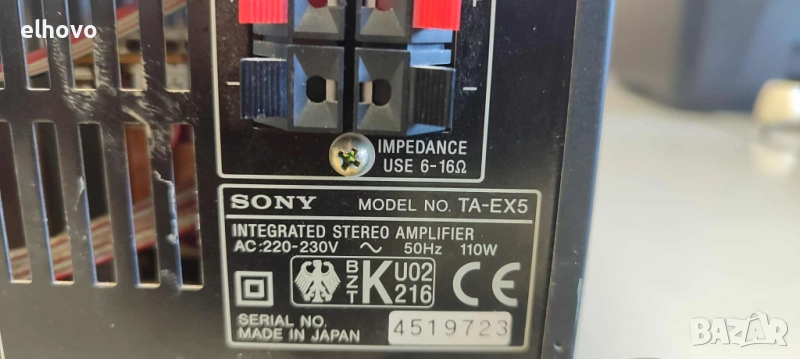 elhovo
+
- -
IMPEDANCE
USE 6-16Ω
SONY MODEL NO. TA-EX5
INTEGRATED STEREO AMPLIFIER
AC:220-230V ~ 50Hz 110W
BZT K U02 216 CE
SERIAL NO. 4519723
MADE IN JAPAN
BAZAR